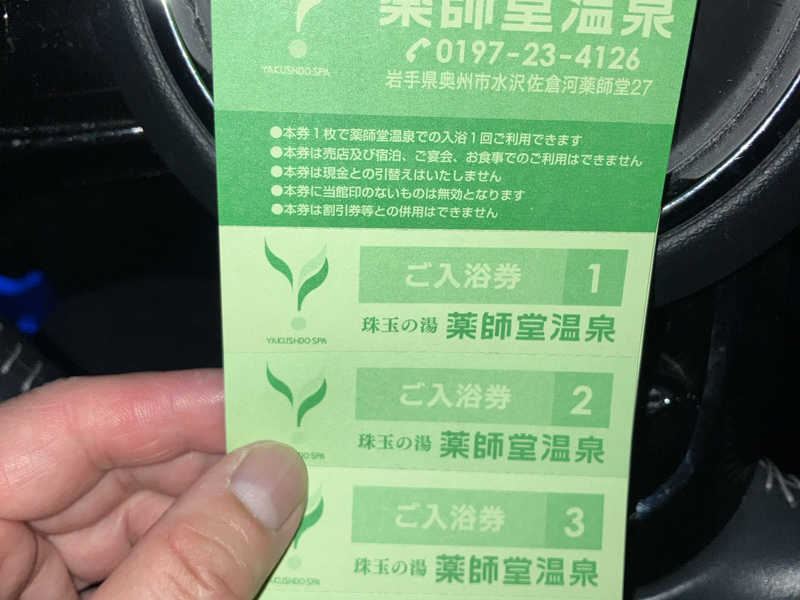 薬師堂温泉
YAKUSHDO SPA
0197-23-4126
岩手県奥州市水沢佐倉河薬師堂27
●本券1枚で薬師堂温泉での入浴1回ご利用できます
●本券は売店及び宿泊、ご宴会、お食事でのご利用はできません
●本券は現金との引替えはいたしません
●本券に当館印のないものは無効となります
●本券は割引券等との併用はできません
ご入浴券 1
珠玉の湯 薬師堂温泉
YAKUSHDO SPA
ご入浴券 2
珠玉の湯 薬師堂温泉
DO SPA
ご入浴券 3
珠玉の湯 薬師堂温泉
YAKUSHDO SPA